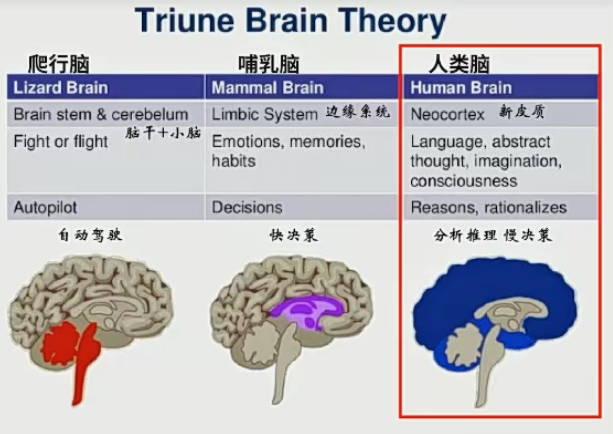 Triune Brain Theory
爬行脑
哺乳脑
人类脑
Lizard Brain
Mammal Brain
Human Brain
Brain stem & cerebelum
脑干+小脑
Limbic System 边缘系统
Neocortex 新皮质
Fight or flight
Emotions, memories,
habits
Language, abstract
thought, imagination,
consciousness
Autopilot
Decisions
Reasons, rationalizes
自动驾驶
快决策
分析推理 慢决策